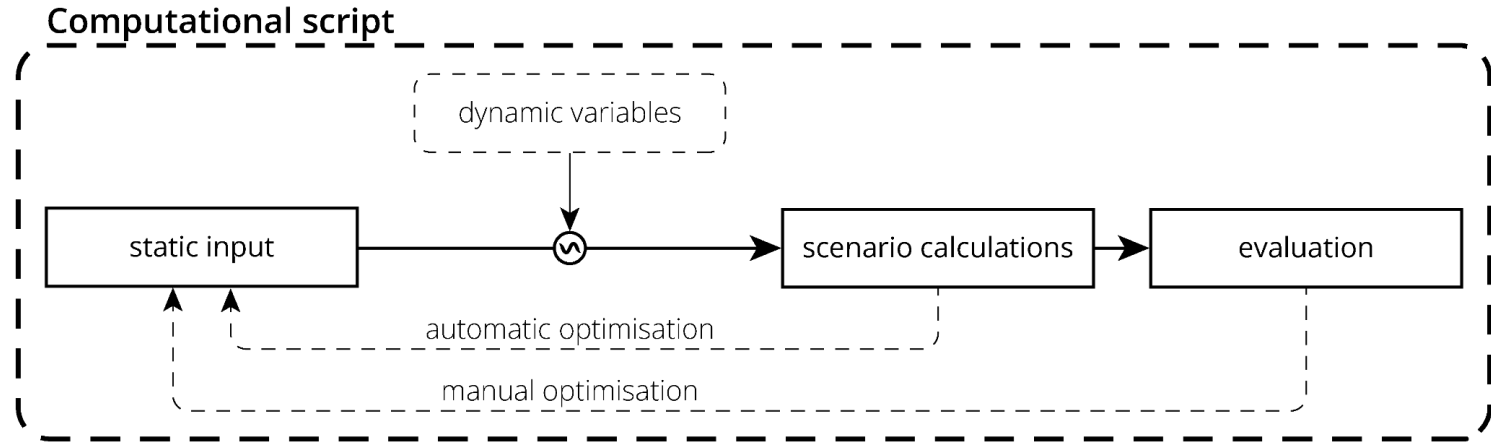 Computational script
dynamic variables
static input
scenario calculations
evaluation
automatic optimisation
manual optimisation